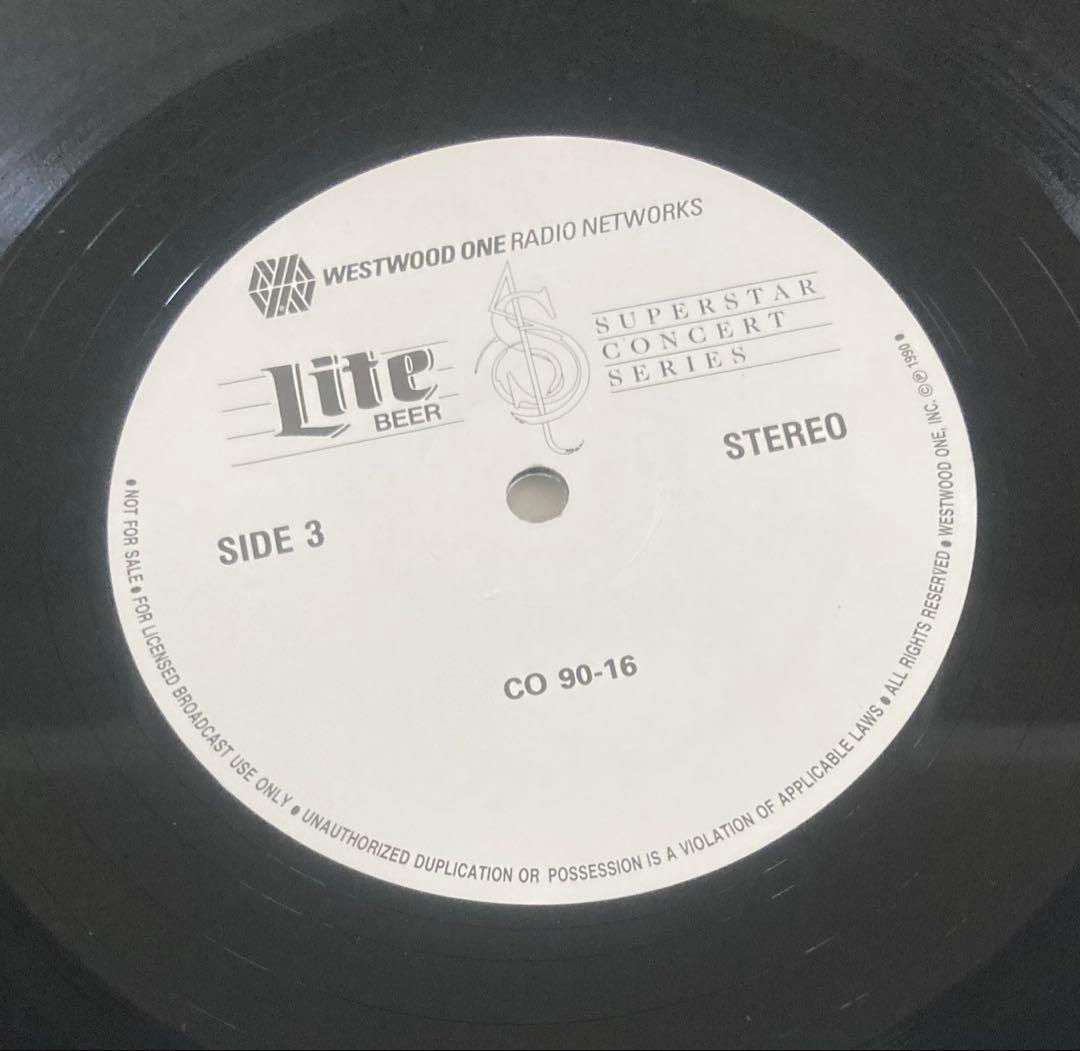 WESTWOOD ONE RADIO NETWORKS
Lite
BEER
SUPERSTAR
CONCERT
SERIES
STEREO
SIDE 3
CO 90-16
• NOT FOR SALE • FOR LICENSED BROADCAST USE ONLY • UNAUTHORIZED DUPLICATION OR POSSESSION IS A VIOLATION OF APPLICABLE LAWS • ALL RIGHTS RESERVED • WESTWOOD ONE, INC. ©℗ 1990 •